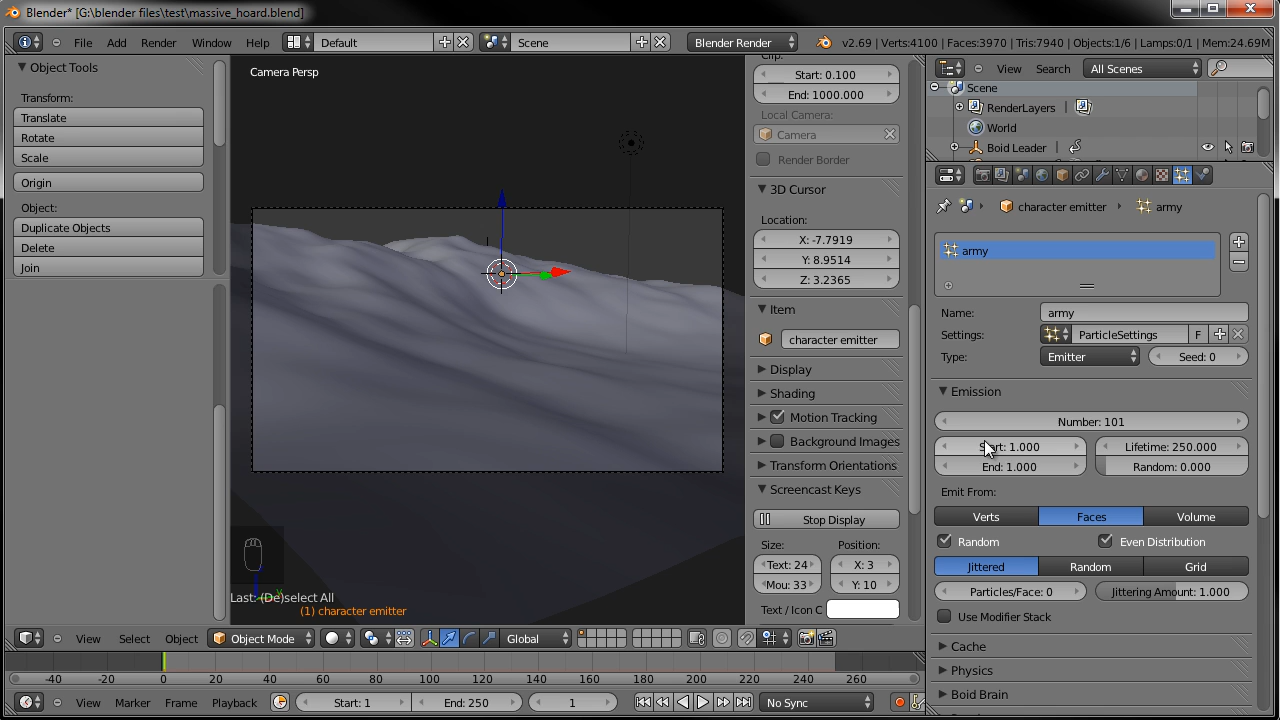 Blender* [G:\blender files\test\massive_hoard.blend]
File Add Render Window Help Default Scene Blender Render v2.69 | Verts:4100 | Faces:3970 | Tris:7940 | Objects:1/6 | Lamps:0/1 | Mem:24.69M
Object Tools
Transform:
Translate
Rotate
Scale
Origin
Object:
Duplicate Objects
Delete
Join
Camera Persp
Last: (De)select All
(1) character emitter
Clip:
Start: 0.100
End: 1000.000
Local Camera:
Camera
Render Border
3D Cursor
Location:
X: -7.7919
Y: 8.9514
Z: 3.2365
Item
character emitter
Display
Shading
Motion Tracking
Background Images
Transform Orientations
Screencast Keys
Stop Display
Size: Position:
Text: 24 X: 3
Mou: 33 Y: 10
Text / Icon C
View Search All Scenes
Scene
RenderLayers |
World
Boid Leader |
character emitter army
army
Name: army
Settings: ParticleSettings F
Type: Emitter Seed: 0
Emission
Number: 101
Start: 1.000 Lifetime: 250.000
End: 1.000 Random: 0.000
Emit From:
Verts Faces Volume
Random Even Distribution
Jittered Random Grid
Particles/Face: 0 Jittering Amount: 1.000
Use Modifier Stack
Cache
Physics
Boid Brain
View Select Object Object Mode Global
-40 -20 0 20 40 60 80 100 120 140 160 180 200 220 240 260
View Marker Frame Playback Start: 1 End: 250 1 No Sync